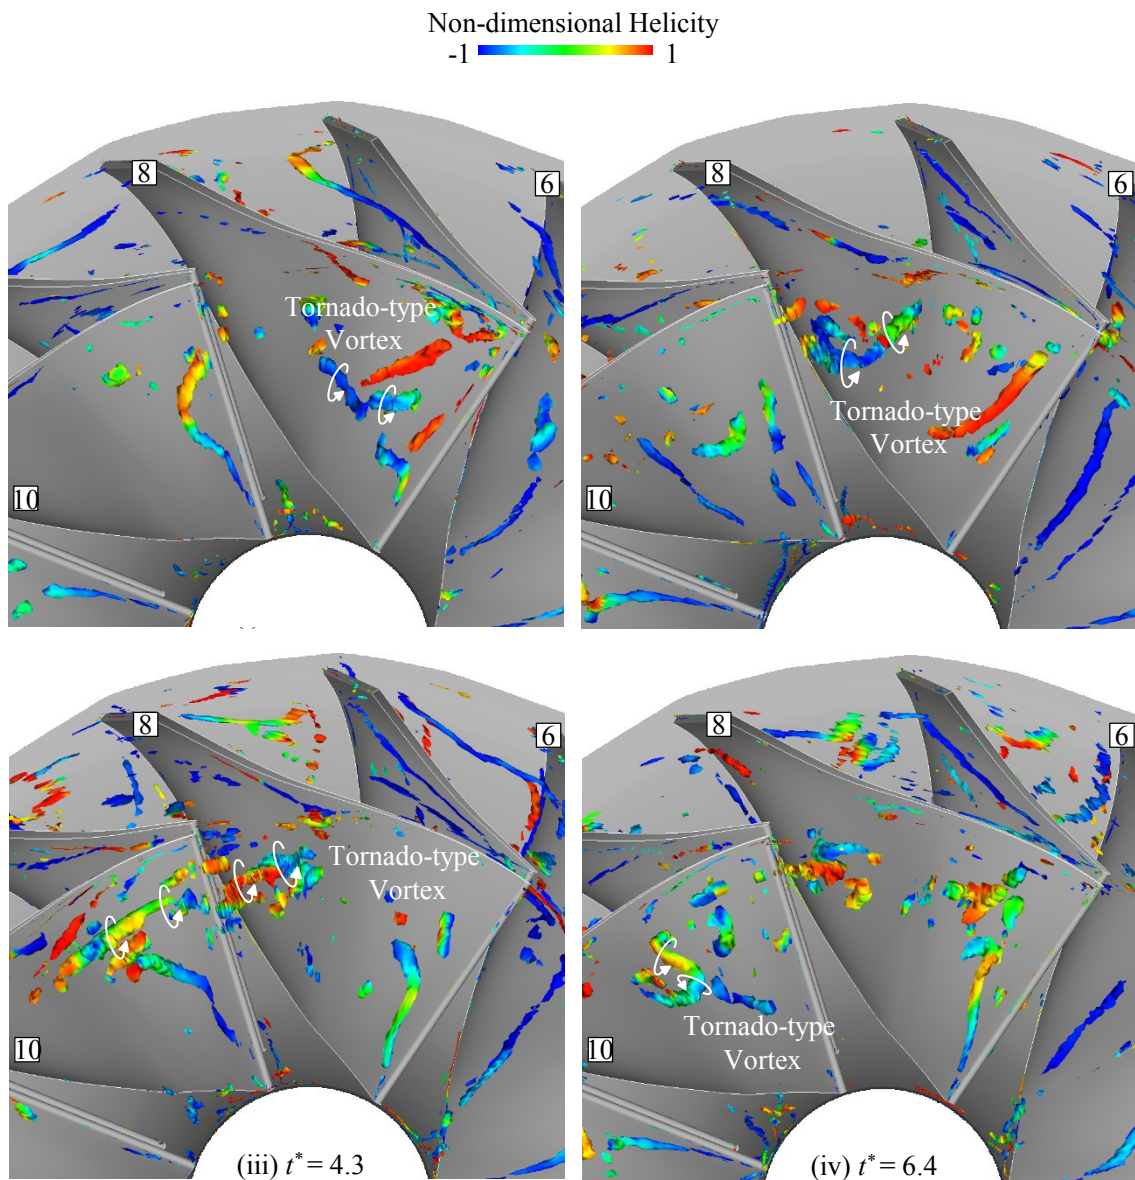 Non-dimensional Helicity
-1 1
8
6
Tornado-type
Vortex
10
8
6
Tornado-type
Vortex
10
8
6
Tornado-type
Vortex
10
(iii) t* = 4.3
8
6
Tornado-type
Vortex
10
(iv) t* = 6.4